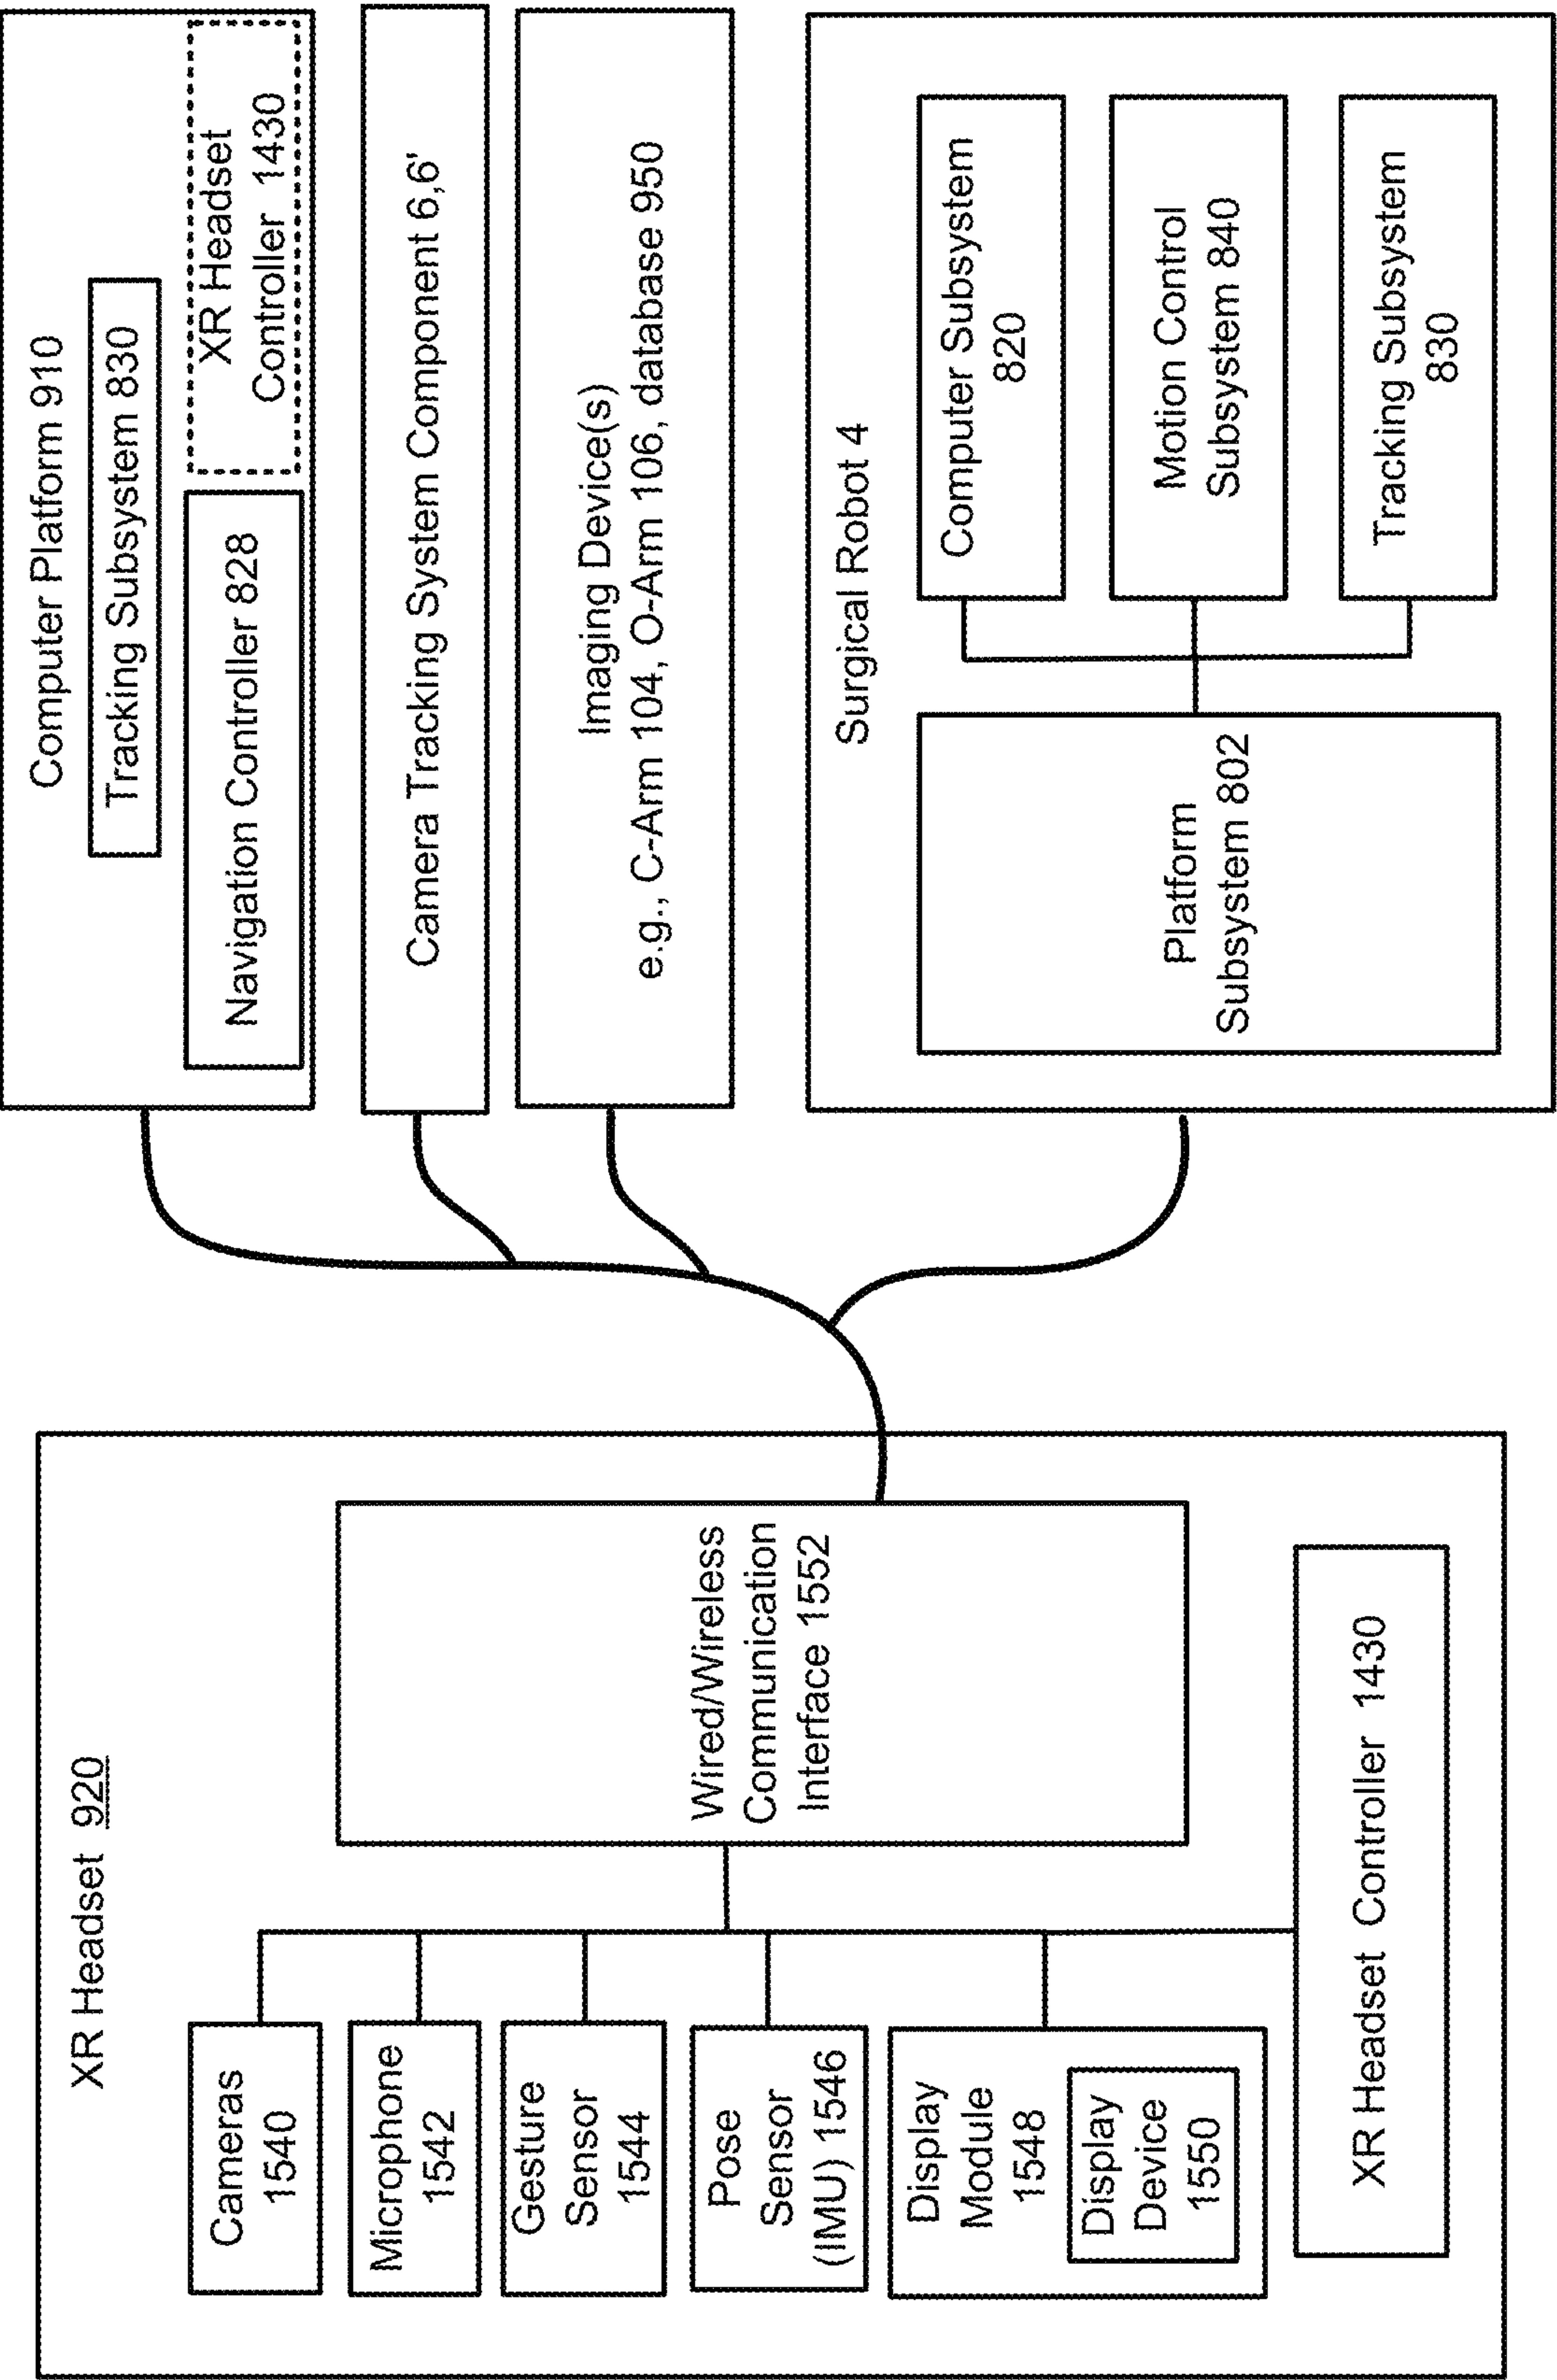 XR Headset 920
Cameras
1540
Microphone
1542
Gesture
Sensor
1544
Pose
Sensor
(IMU) 1546
Display
Module
1548
Display
Device
1550
Wired/Wireless
Communication
Interface 1552
XR Headset Controller 1430
Computer Platform 910
Tracking Subsystem 830
Navigation Controller 828
XR Headset
Controller 1430
Camera Tracking System Component 6,6'
Imaging Device(s)
e.g., C-Arm 104, O-Arm 106, database 950
Surgical Robot 4
Platform
Subsystem 802
Computer Subsystem
820
Motion Control
Subsystem 840
Tracking Subsystem
830